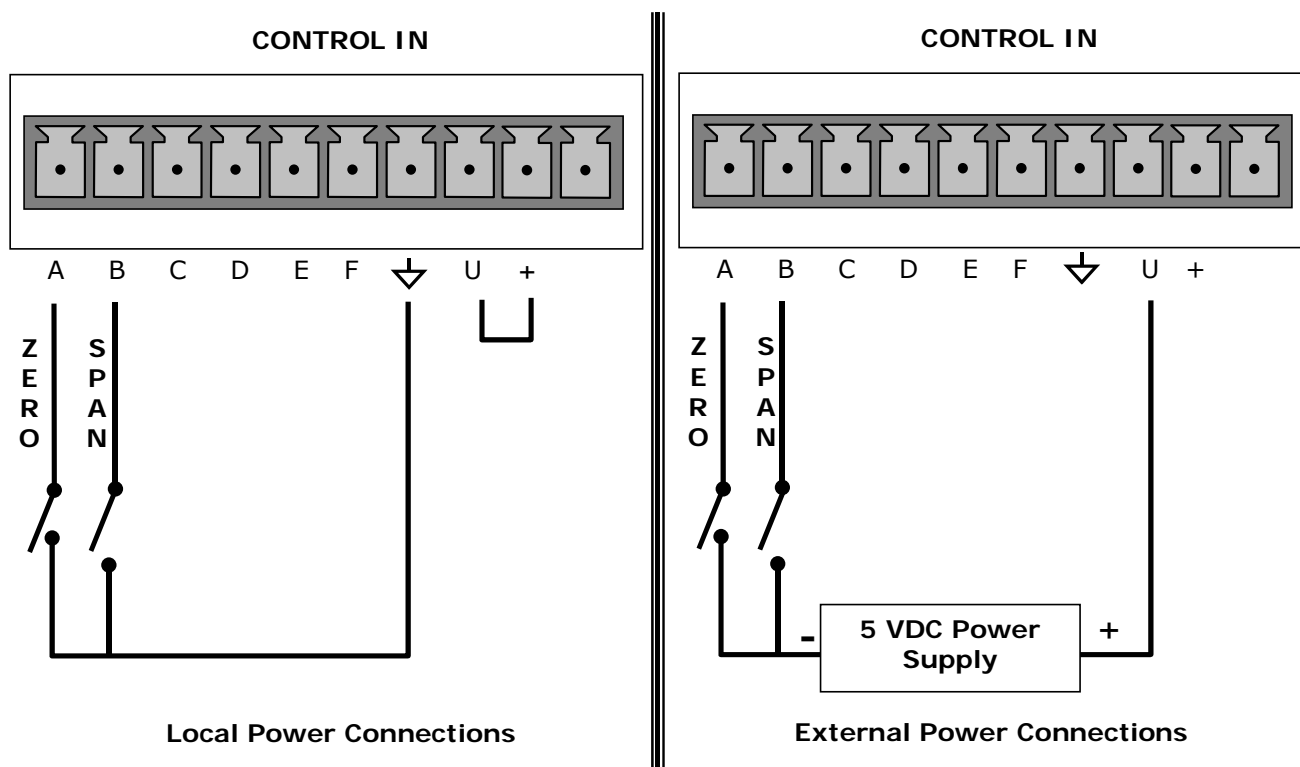 CONTROL IN
A B C D E F U +
ZERO
SPAN
Local Power Connections
CONTROL IN
A B C D E F U +
ZERO
SPAN
- 5 VDC Power +
Supply
External Power Connections